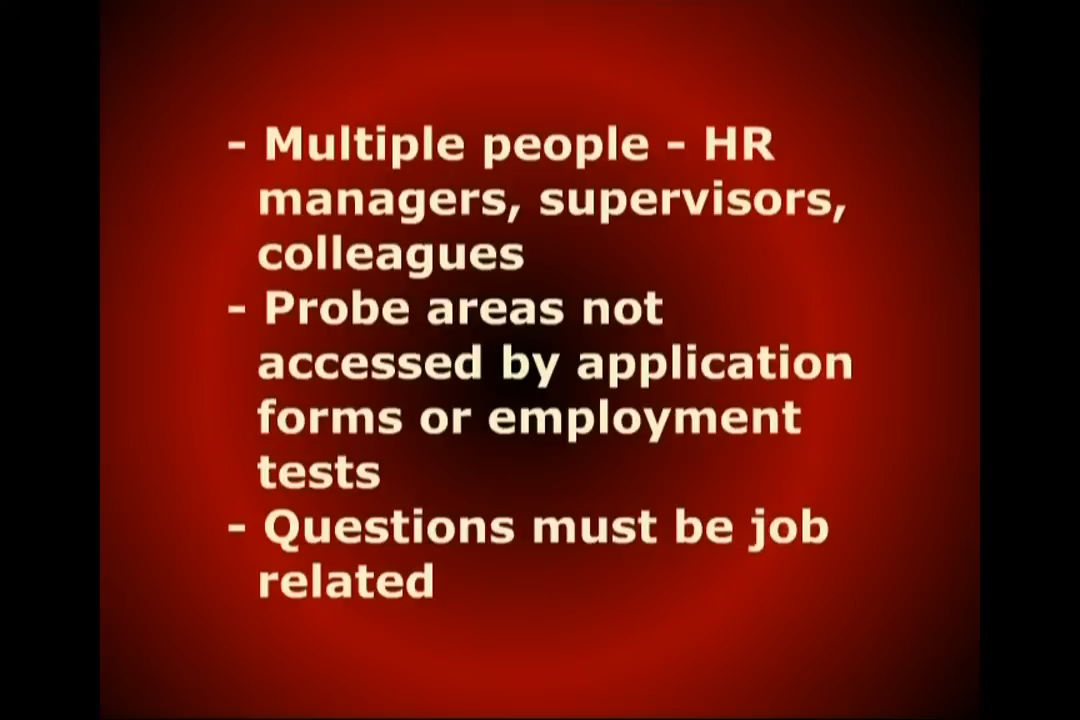 - Multiple people - HR
managers, supervisors,
colleagues
- Probe areas not
accessed by application
forms or employment
tests
- Questions must be job
related